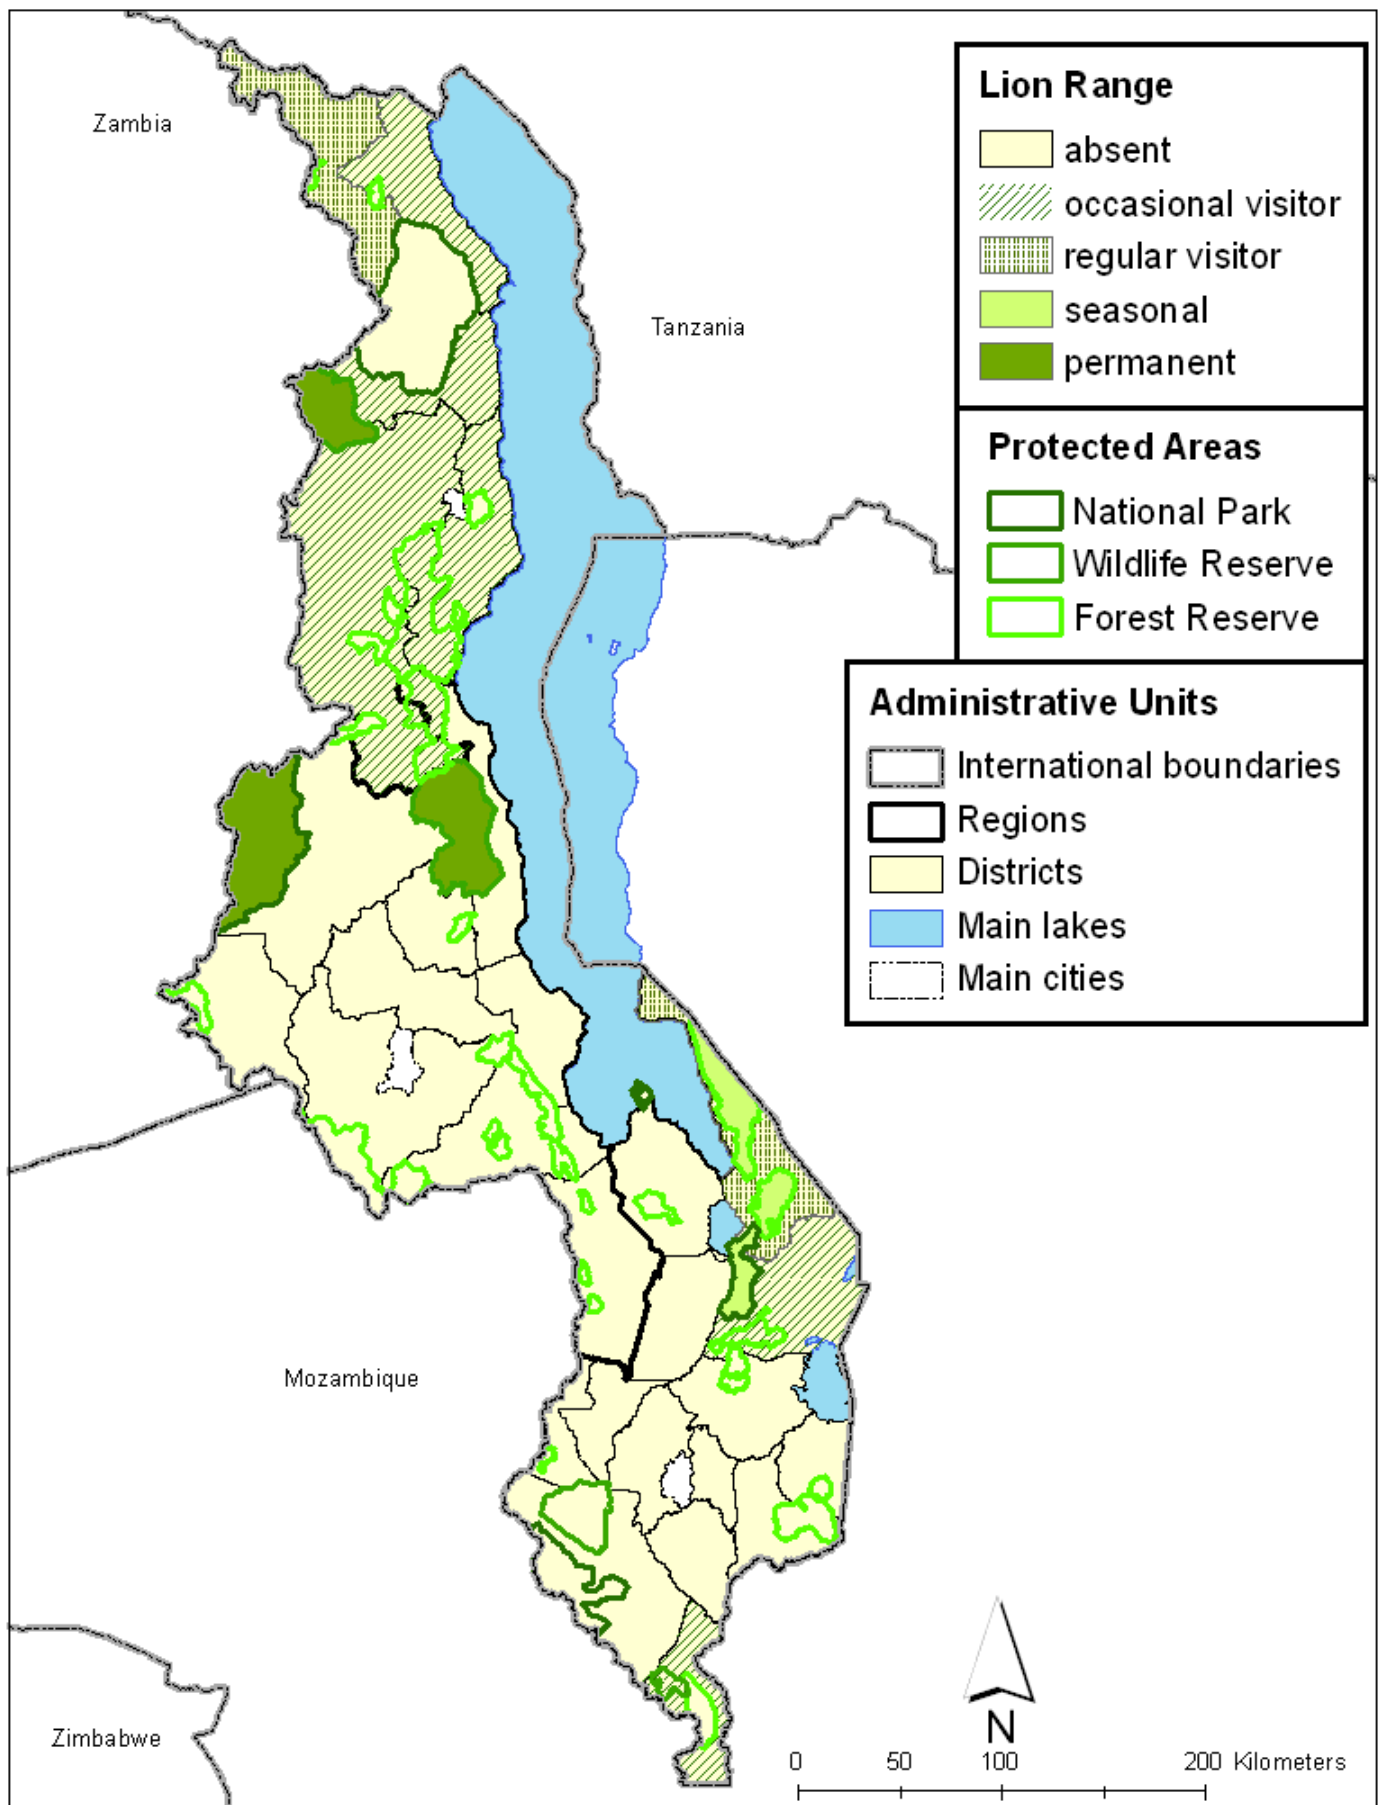 Lion Range
absent
occasional visitor
regular visitor
seasonal
permanent
Protected Areas
National Park
Wildlife Reserve
Forest Reserve
Administrative Units
International boundaries
Regions
Districts
Main lakes
Main cities
Zambia
Tanzania
Mozambique
Zimbabwe
N
0 50 100 200 Kilometers